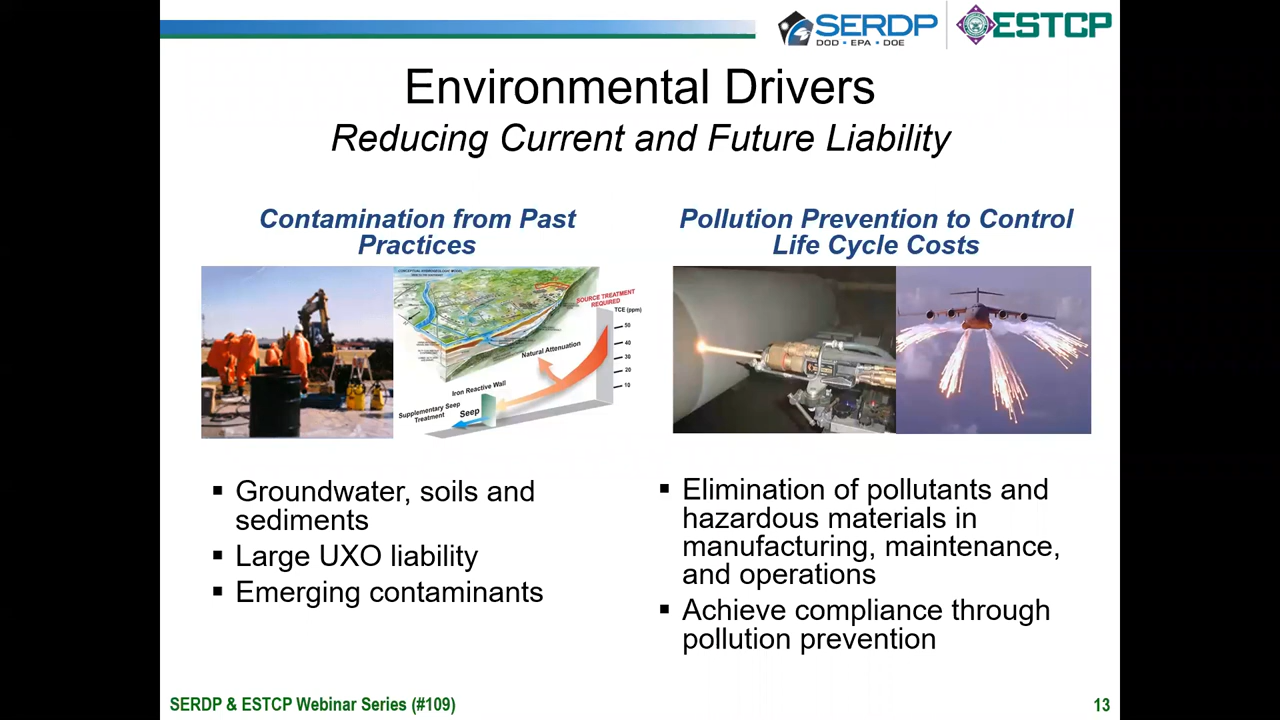 SERDP
DOD • EPA • DOE
ESTCP
Environmental Drivers
Reducing Current and Future Liability
Contamination from Past
Practices
SOURCE TREATMENT
REQUIRED
TCE (ppm)
50
40
30
20
10
Natural Attenuation
Iron Reactive Wall
Supplementary Seep
Treatment
Seep
▪ Groundwater, soils and
sediments
▪ Large UXO liability
▪ Emerging contaminants
Pollution Prevention to Control
Life Cycle Costs
▪ Elimination of pollutants and
hazardous materials in
manufacturing, maintenance,
and operations
▪ Achieve compliance through
pollution prevention
SERDP & ESTCP Webinar Series (#109)
13